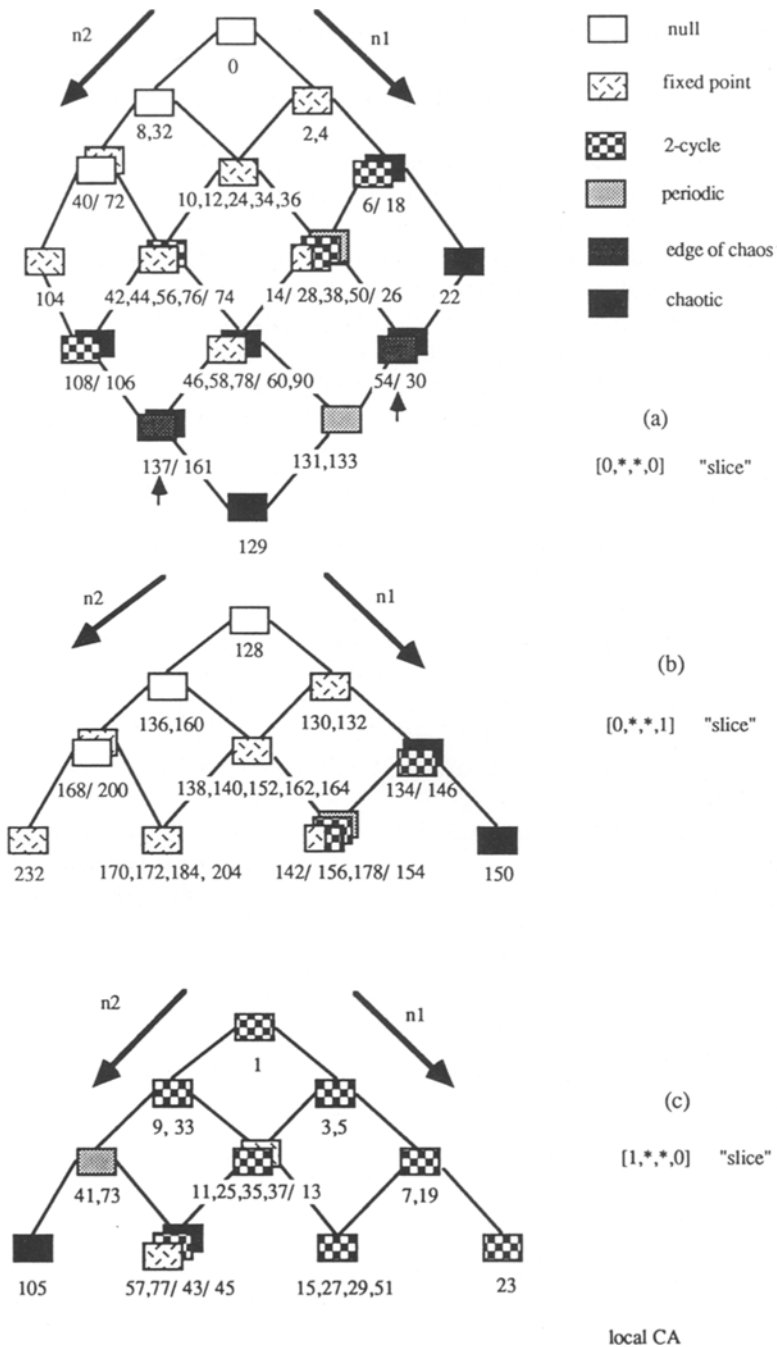 n2
n1
0
8,32
2,4
40/ 72
10,12,24,34,36
6/ 18
104
42,44,56,76/ 74
14/ 28,38,50/ 26
22
108/ 106
46,58,78/ 60,90
54/ 30
137/ 161
131,133
129
null
fixed point
2-cycle
periodic
edge of chaos
chaotic
(a)
[0,*,*,0] "slice"
n2
n1
128
136,160
130,132
168/ 200
138,140,152,162,164
134/ 146
232
170,172,184, 204
142/ 156,178/ 154
150
(b)
[0,*,*,1] "slice"
n2
n1
1
9, 33
3,5
41,73
11,25,35,37/ 13
7,19
105
57,77/ 43/ 45
15,27,29,51
23
(c)
[1,*,*,0] "slice"
local CA